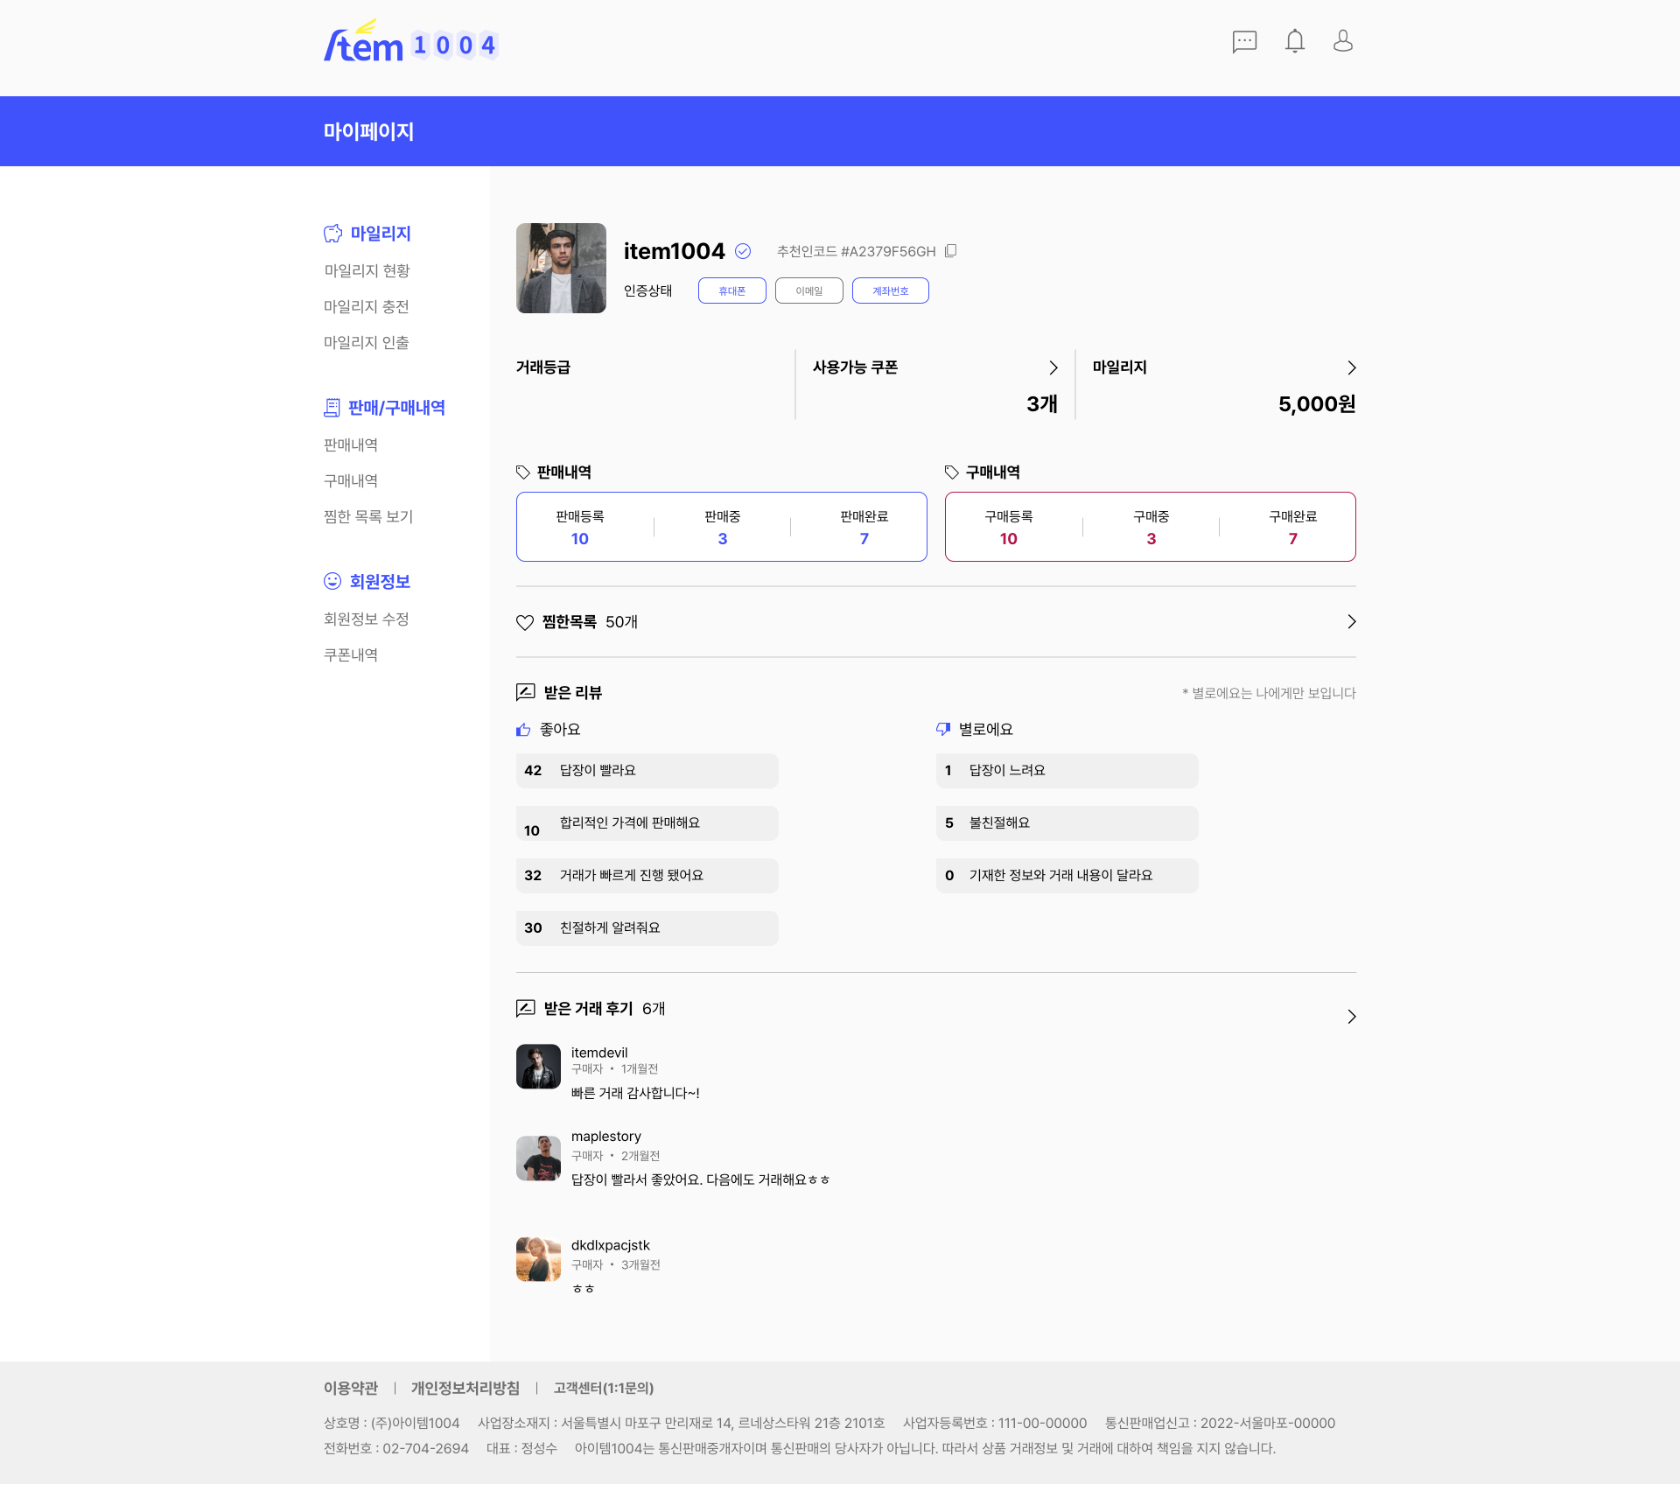 Item 1004
마이페이지
마일리지
마일리지 현황
마일리지 충전
마일리지 인출
판매/구매내역
판매내역
구매내역
찜한 목록 보기
회원정보
회원정보 수정
쿠폰내역
item1004
추천인코드 #A2379F56GH
인증상태 휴대폰 이메일 계좌번호
거래등급
사용가능 쿠폰
3개
마일리지
5,000원
판매내역
판매등록 판매중 판매완료
10 3 7
구매내역
구매등록 구매중 구매완료
10 3 7
찜한목록 50개
받은 리뷰
* 별로에요는 나에게만 보입니다
좋아요
42 답장이 빨라요
10 합리적인 가격에 판매해요
32 거래가 빠르게 진행 됐어요
30 친절하게 알려줘요
별로에요
1 답장이 느려요
5 불친절해요
0 기재한 정보와 거래 내용이 달라요
받은 거래 후기 6개
itemdevil
구매자 • 1개월전
빠른 거래 감사합니다~!
maplestory
구매자 • 2개월전
답장이 빨라서 좋았어요. 다음에도 거래해요ㅎㅎ
dkdlxpacjstk
구매자 • 3개월전
ㅎㅎ
이용약관 | 개인정보처리방침 | 고객센터(1:1문의)
상호명 : (주)아이템1004 사업장소재지 : 서울특별시 마포구 만리재로 14, 르네상스타워 21층 2101호 사업자등록번호 : 111-00-00000 통신판매업신고 : 2022-서울마포-00000
전화번호 : 02-704-2694 대표 : 정성수 아이템1004는 통신판매중개자이며 통신판매의 당사자가 아닙니다. 따라서 상품 거래정보 및 거래에 대하여 책임을 지지 않습니다.